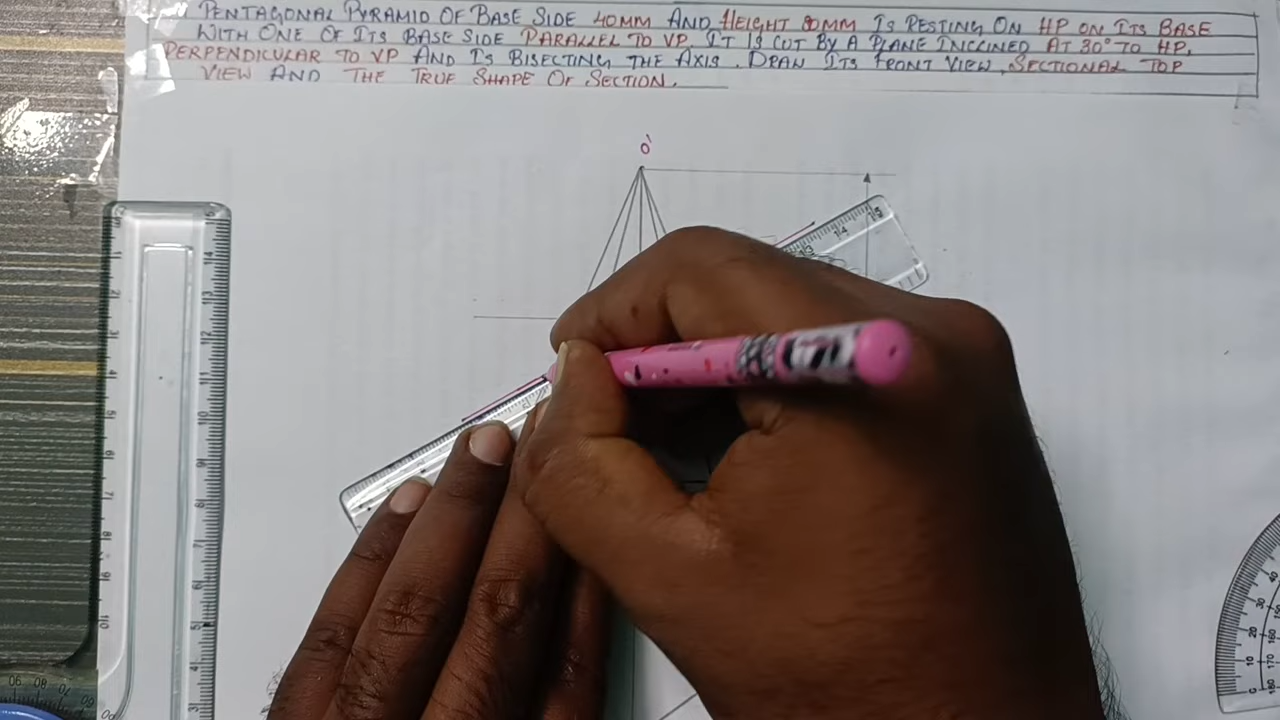 A PENTAGONAL PYRAMID OF BASE SIDE 40MM AND HEIGHT 80MM IS RESTING ON HP ON ITS BASE
WITH ONE OF ITS BASE SIDE PARALLEL TO VP. IT IS CUT BY A PLANE INCLINED AT 30° TO HP,
PERPENDICULAR TO VP AND IS BISECTING THE AXIS. DRAW ITS FRONT VIEW, SECTIONAL TOP
VIEW AND THE TRUE SHAPE OF SECTION.
O'